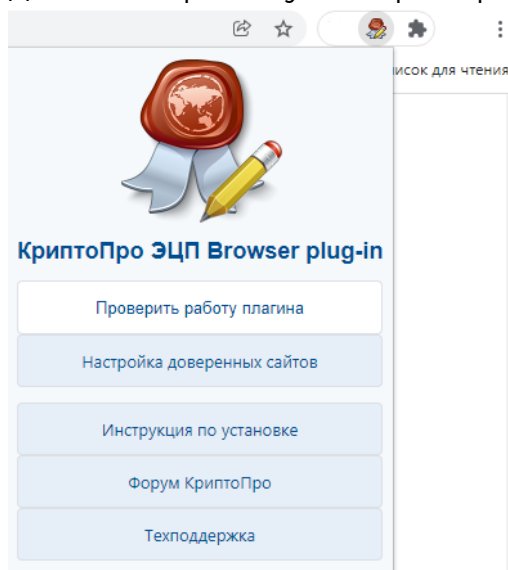 исок для чтения
КриптоПро ЭЦП Browser plug-in
Проверить работу плагина
Настройка доверенных сайтов
Инструкция по установке
Форум КриптоПро
Техподдержка